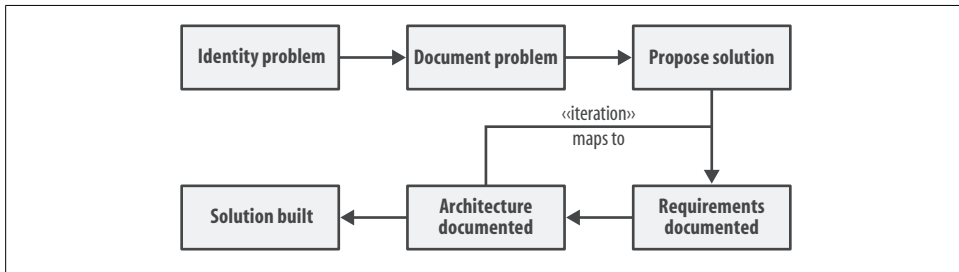 Identity problem
Document problem
Propose solution
‹‹iteration››
maps to
Solution built
Architecture
documented
Requirements
documented